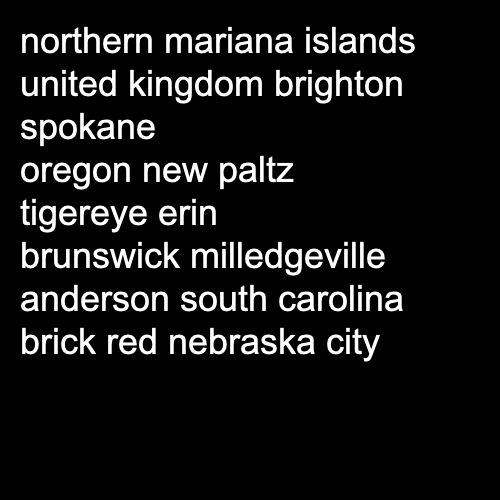 northern mariana islands
united kingdom brighton
spokane
oregon new paltz
tigereye erin
brunswick milledgeville
anderson south carolina
brick red nebraska city